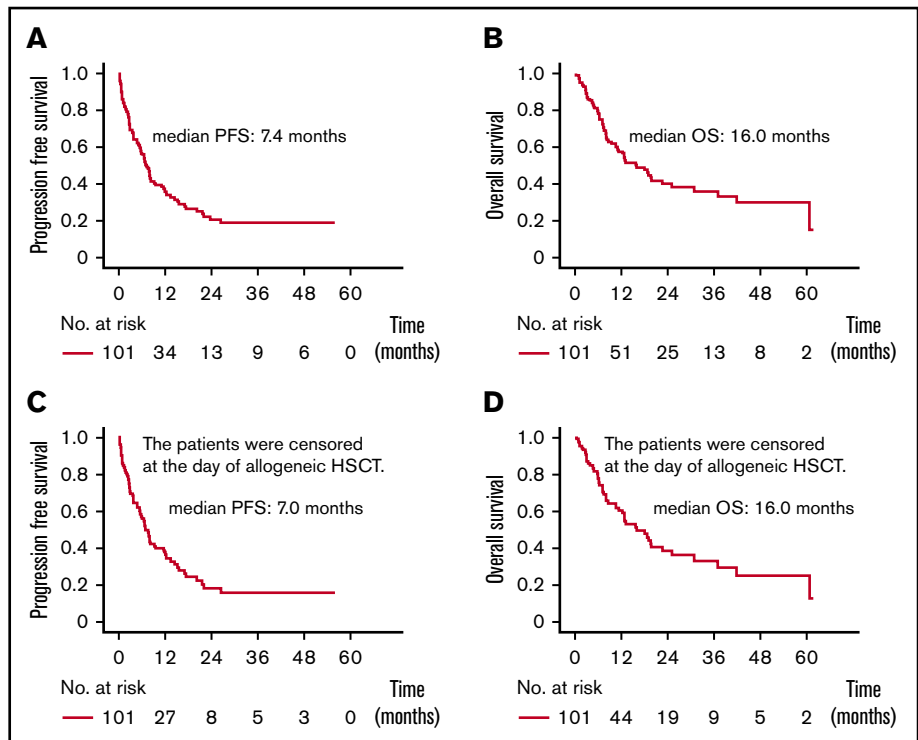 A
Progression free survival
1.0
0.8
0.6
0.4
0.2
0
median PFS: 7.4 months
0 12 24 36 48 60
No. at risk
Time
(months)
101 34 13 9 6 0
B
Overall survival
1.0
0.8
0.6
0.4
0.2
0
median OS: 16.0 months
0 12 24 36 48 60
No. at risk
Time
(months)
101 51 25 13 8 2
C
Progression free survival
1.0
0.8
0.6
0.4
0.2
0
The patients were censored
at the day of allogeneic HSCT.
median PFS: 7.0 months
0 12 24 36 48 60
No. at risk
Time
(months)
101 27 8 5 3 0
D
Overall survival
1.0
0.8
0.6
0.4
0.2
0
The patients were censored
at the day of allogeneic HSCT.
median OS: 16.0 months
0 12 24 36 48 60
No. at risk
Time
(months)
101 44 19 9 5 2